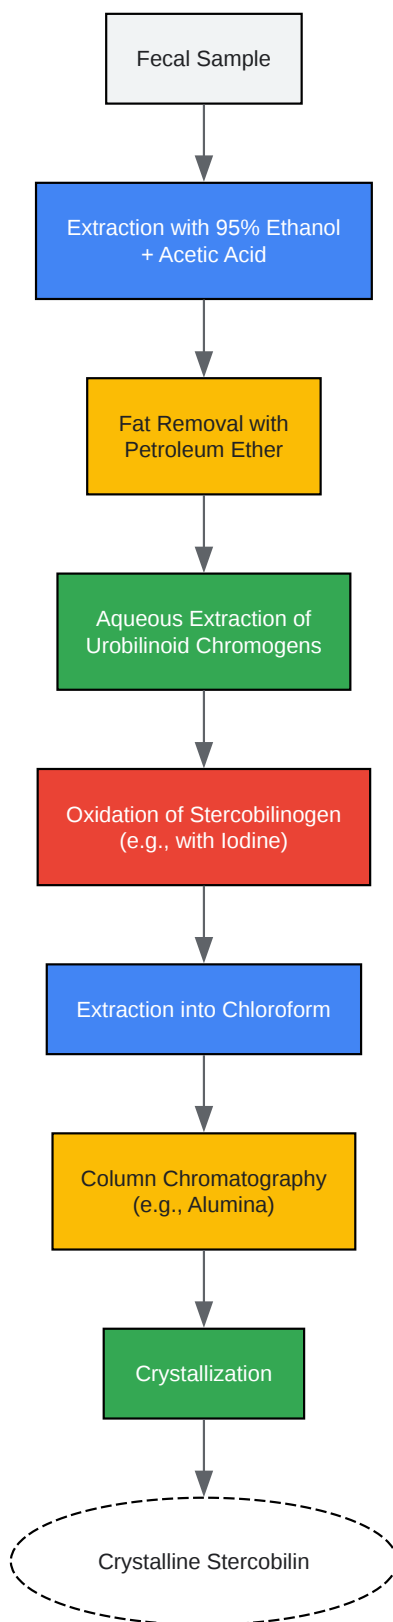 Fecal Sample
Extraction with 95% Ethanol
+ Acetic Acid
Fat Removal with
Petroleum Ether
Aqueous Extraction of
Urobilinoid Chromogens
Oxidation of Stercobilinogen
(e.g., with Iodine)
Extraction into Chloroform
Column Chromatography
(e.g., Alumina)
Crystallization
Crystalline Stercobilin